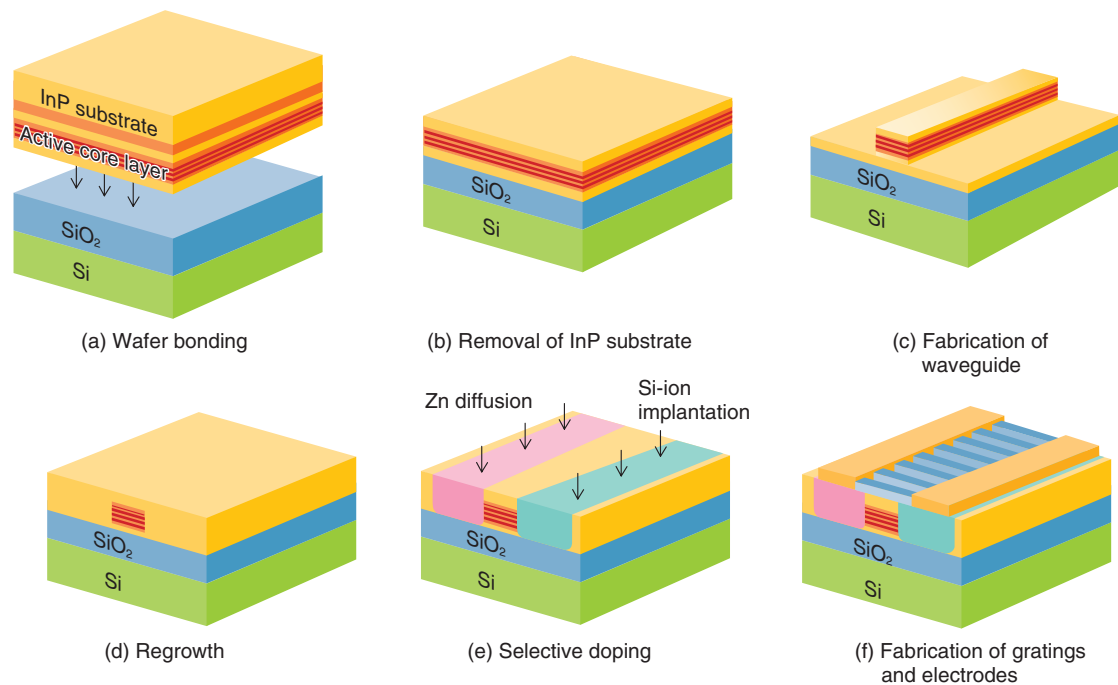 InP substrate
Active core layer
SiO₂
Si
(a) Wafer bonding
SiO₂
Si
(b) Removal of InP substrate
SiO₂
Si
(c) Fabrication of
waveguide
SiO₂
Si
(d) Regrowth
Zn diffusion
Si-ion
implantation
SiO₂
Si
(e) Selective doping
SiO₂
Si
(f) Fabrication of gratings
and electrodes